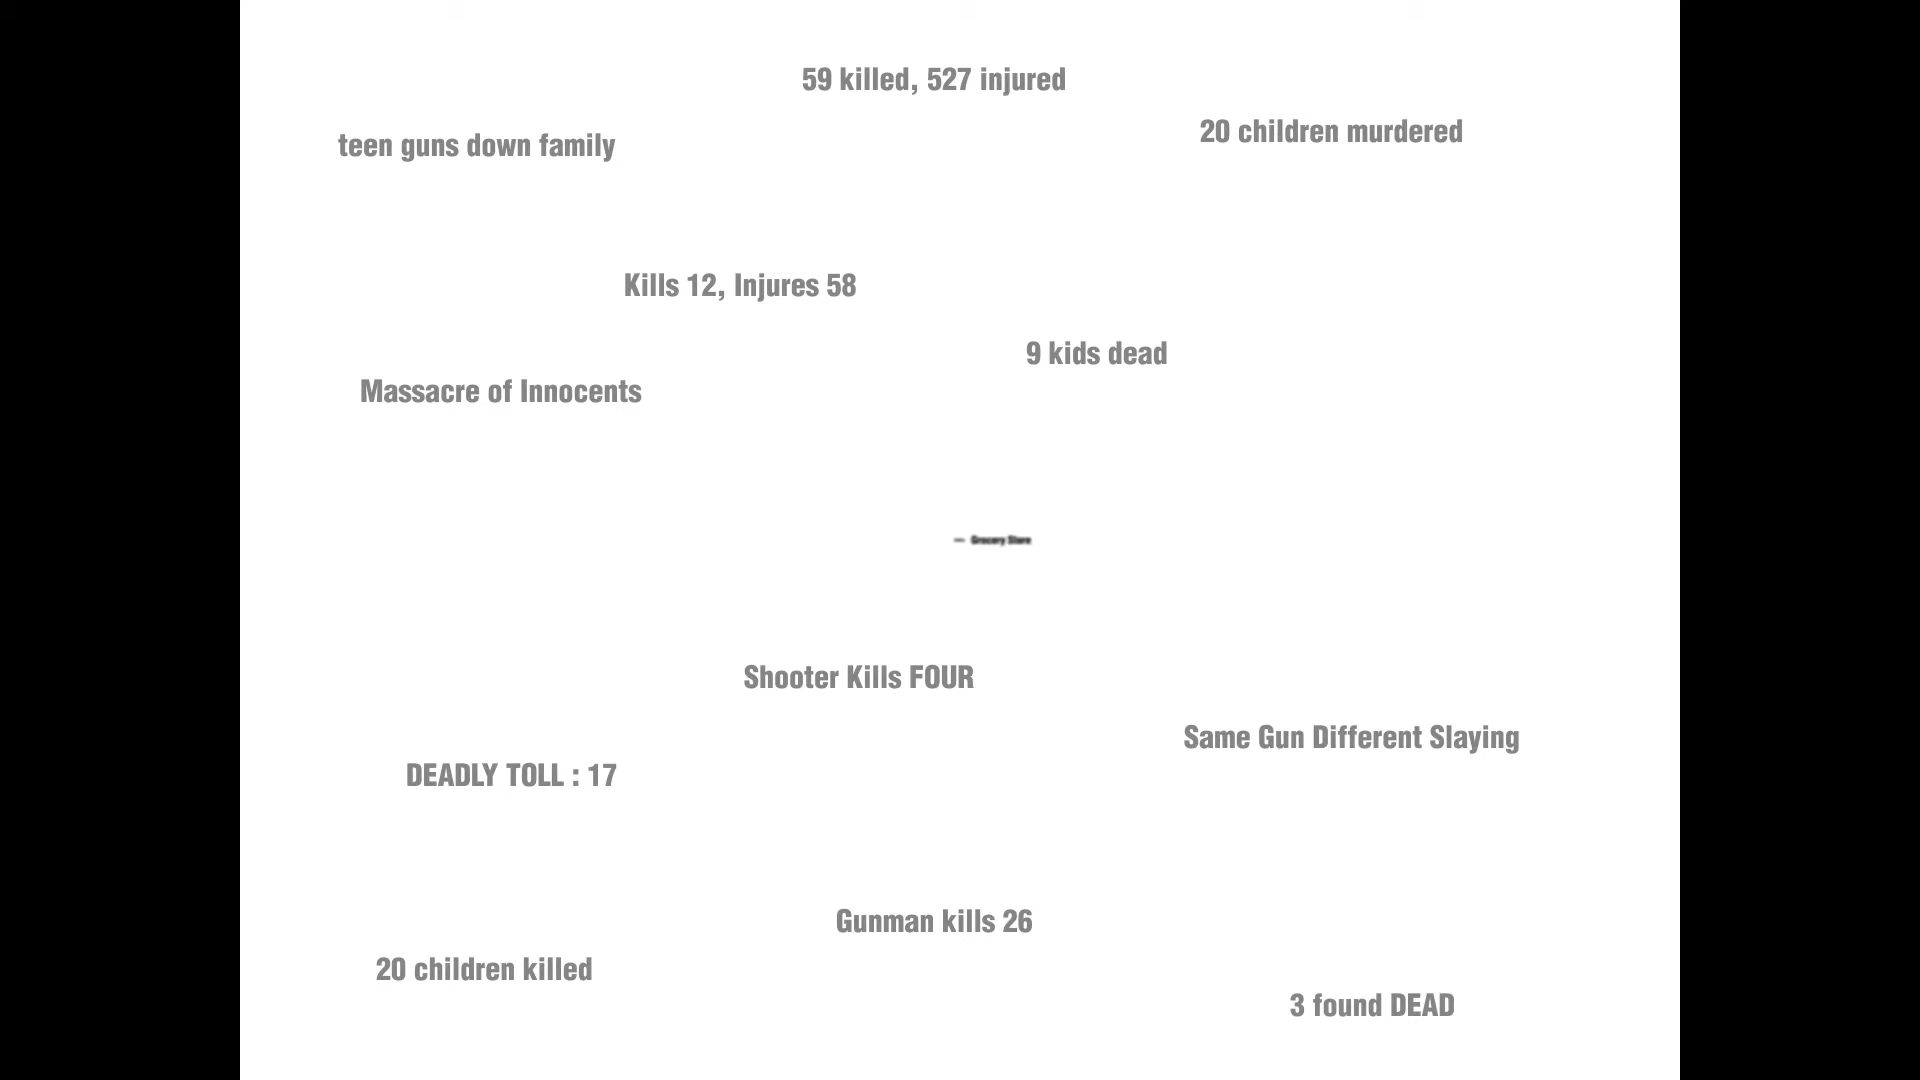 59 killed, 527 injured
20 children murdered
teen guns down family
Kills 12, Injures 58
9 kids dead
Massacre of Innocents
— Grocery Store
Shooter Kills FOUR
Same Gun Different Slaying
DEADLY TOLL : 17
Gunman kills 26
20 children killed
3 found DEAD